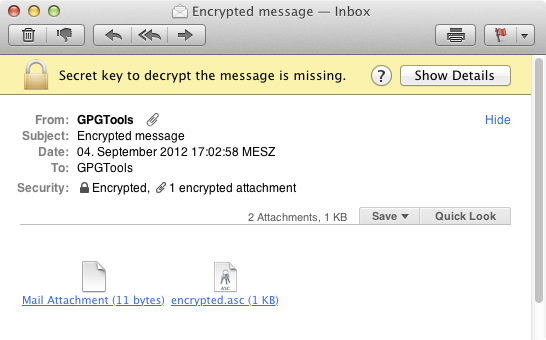 Encrypted message — Inbox
Secret key to decrypt the message is missing. ? Show Details
From: GPGTools Hide
Subject: Encrypted message
Date: 04. September 2012 17:02:58 MESZ
To: GPGTools
Security: Encrypted, 1 encrypted attachment
2 Attachments, 1 KB Save Quick Look
ASC
Mail Attachment (11 bytes) encrypted.asc (1 KB)